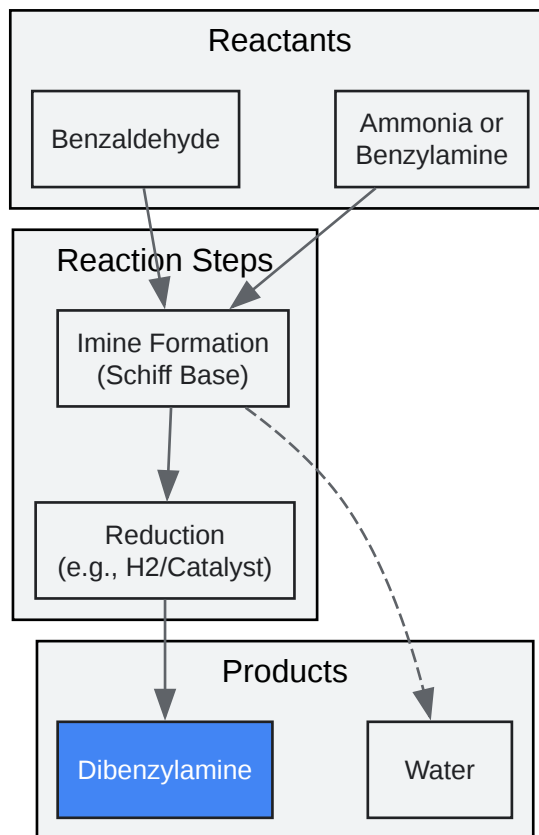 Reactants
Benzaldehyde
Ammonia or
Benzylamine
Reaction Steps
Imine Formation
(Schiff Base)
Reduction
(e.g., H2/Catalyst)
Products
Dibenzylamine
Water